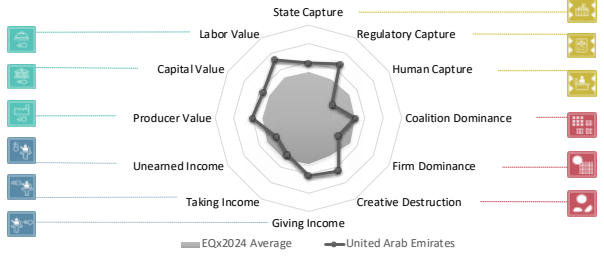 State Capture
Labor Value
Regulatory Capture
Capital Value
Human Capture
Producer Value
Coalition Dominance
Unearned Income
Firm Dominance
Taking Income
Creative Destruction
Giving Income
EQx2024 Average
United Arab Emirates